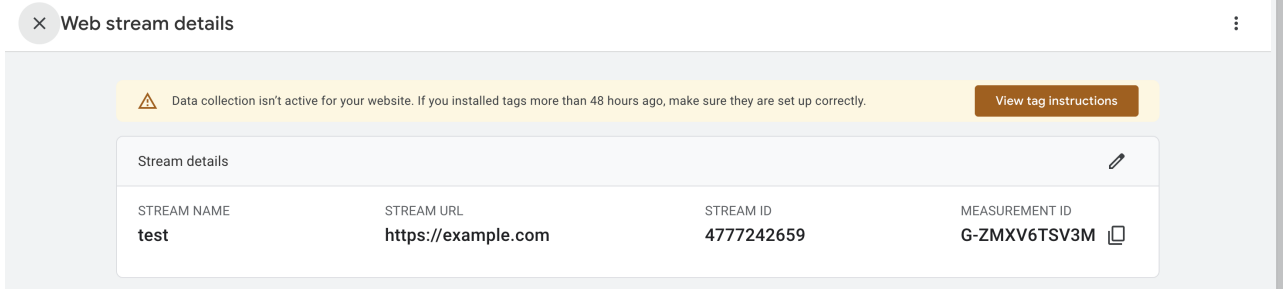 Web stream details
Data collection isn't active for your website. If you installed tags more than 48 hours ago, make sure they are set up correctly.
View tag instructions
Stream details
STREAM NAME
test
STREAM URL
https://example.com
STREAM ID
4777242659
MEASUREMENT ID
G-ZMXV6TSV3M